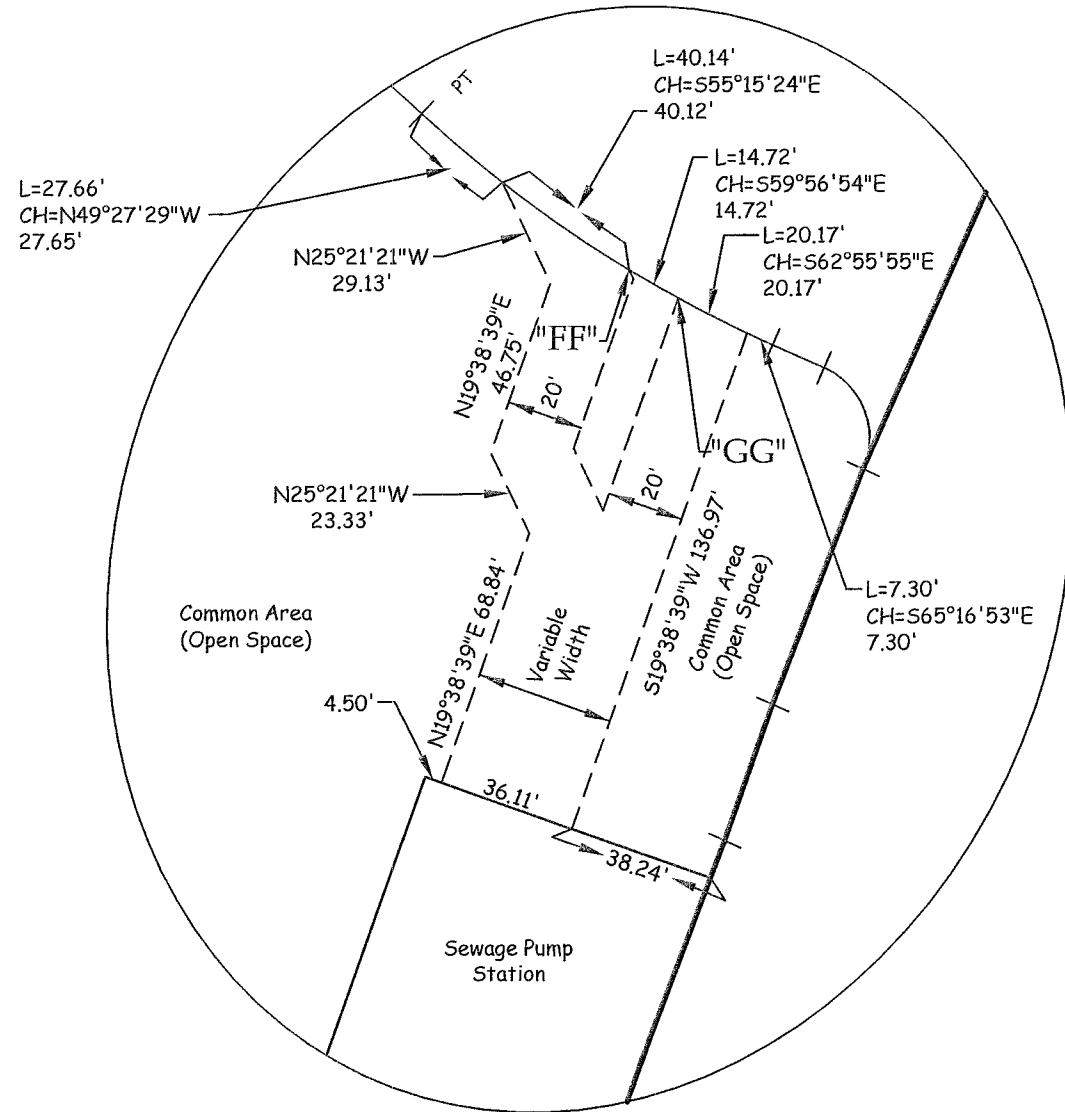 PT
L=40.14'
CH=S55°15'24"E
40.12'
L=14.72'
CH=S59°56'54"E
14.72'
L=27.66'
CH=N49°27'29"W
27.65'
L=20.17'
CH=S62°55'55"E
20.17'
N25°21'21"W
29.13'
"FF"
N19°38'39"E
46.75'
20'
"GG"
20'
N25°21'21"W
23.33'
S19°38'39"W 136.97'
Common Area
(Open Space)
L=7.30'
CH=S65°16'53"E
7.30'
Common Area
(Open Space)
N19°38'39"E 68.84'
Variable
Width
4.50'
36.11'
38.24'
Sewage Pump
Station